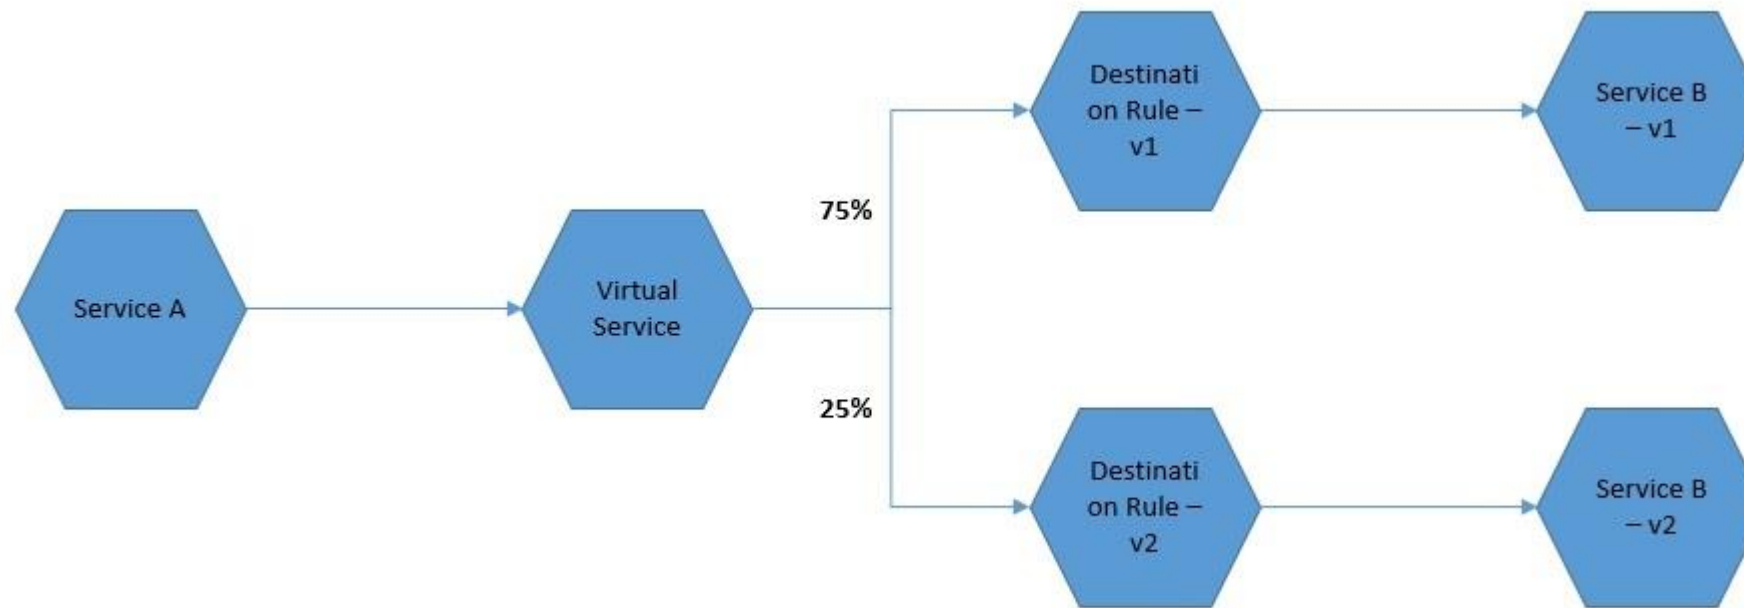 Service A
Virtual
Service
75%
25%
Destinati
on Rule –
v1
Service B
– v1
Destinati
on Rule –
v2
Service B
– v2